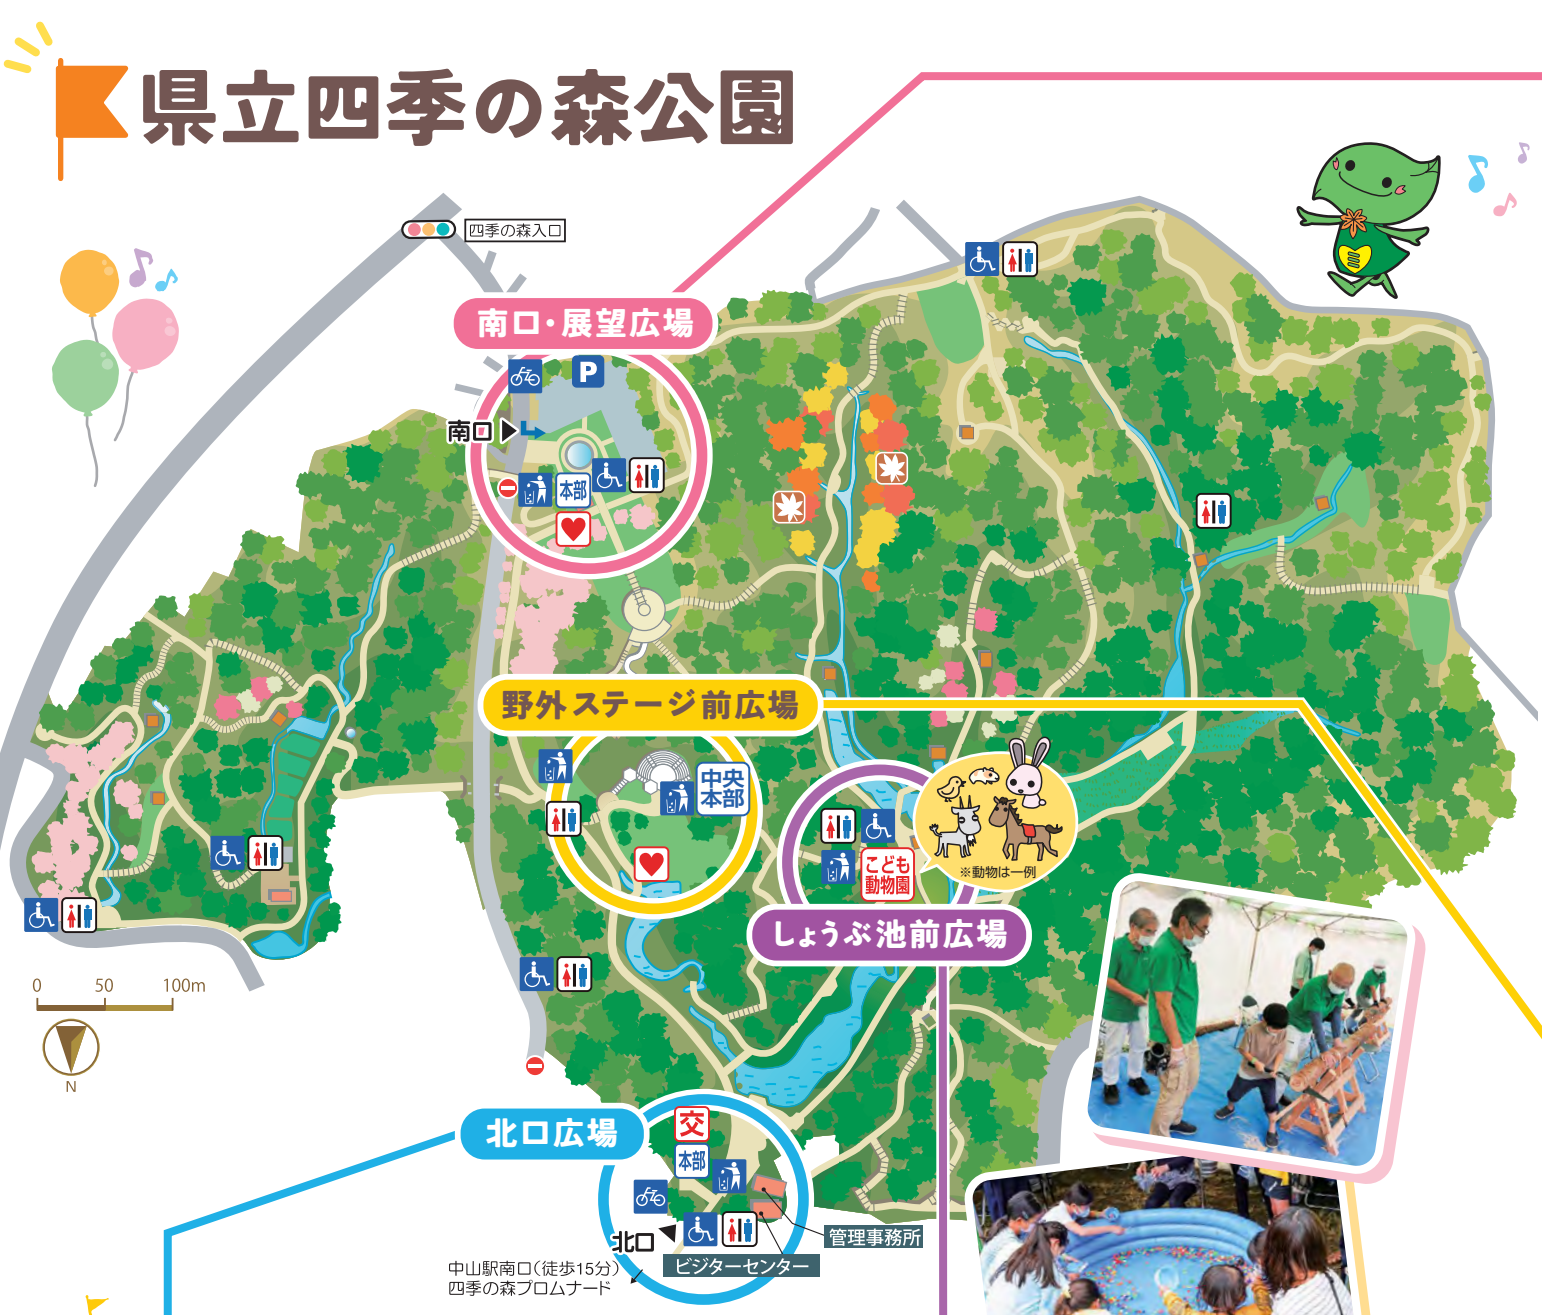 県立四季の森公園
四季の森入口
南口・展望広場
P
南口
本部
野外ステージ前広場
中央
本部
こども
動物園
※動物は一例
しょうぶ池前広場
0 50 100m
N
北口広場
交
本部
北口
管理事務所
ビジターセンター
中山駅南口(徒歩15分)
四季の森プロムナード